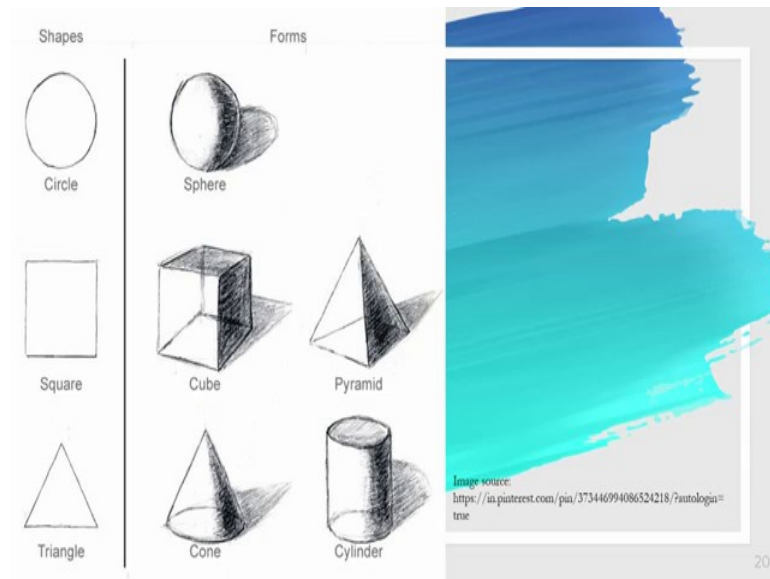 Shapes
Forms
Circle
Sphere
Square
Cube
Pyramid
Triangle
Cone
Cylinder
Image source:
https://in.pinterest.com/pin/373446994086524218/?autologin=
true
20